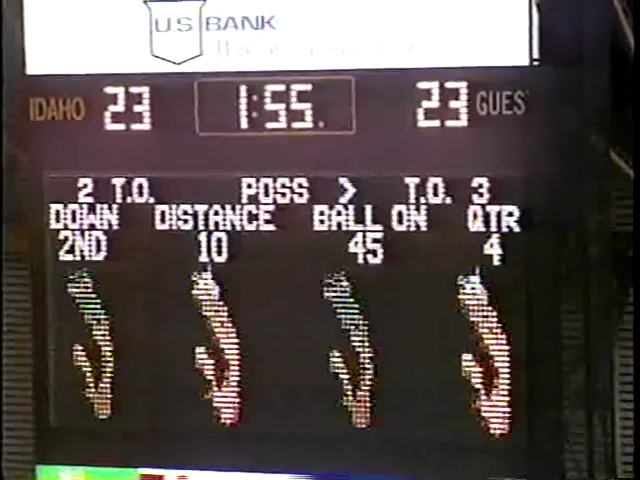 U.S BANK
IDAHO 23 1:55. 23 GUES
2 T.O. POSS > T.O. 3
DOWN DISTANCE BALL ON QTR
2ND 10 45 4